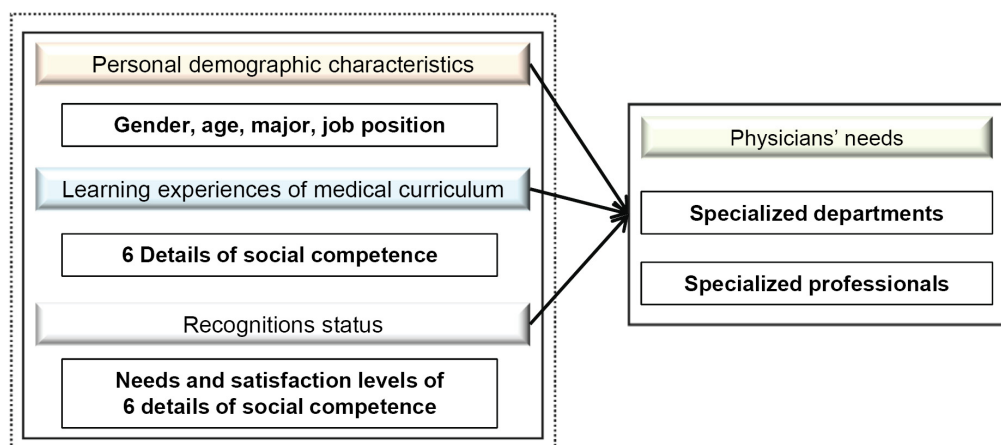 Personal demographic characteristics
Gender, age, major, job position
Learning experiences of medical curriculum
6 Details of social competence
Recognitions status
Needs and satisfaction levels of
6 details of social competence
Physicians’ needs
Specialized departments
Specialized professionals